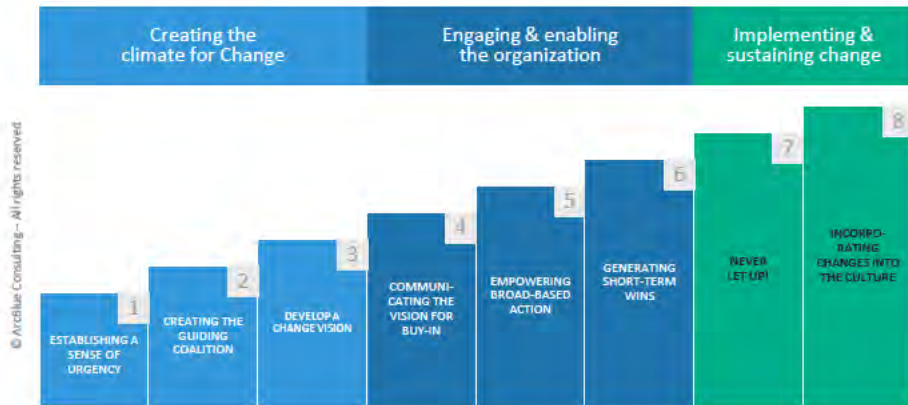 Creating the
climate for Change
Engaging & enabling
the organization
Implementing &
sustaining change
© ArcBlue Consulting – All rights reserved
1
ESTABLISHING A
SENSE OF
URGENCY
2
CREATING THE
GUIDING
COALITION
3
DEVELOP A
CHANGE VISION
4
COMMUNI-
CATING THE
VISION FOR
BUY-IN
5
EMPOWERING
BROAD-BASED
ACTION
6
GENERATING
SHORT-TERM
WINS
7
NEVER
LET UP!
8
INCORPO-
RATING
CHANGES INTO
THE CULTURE